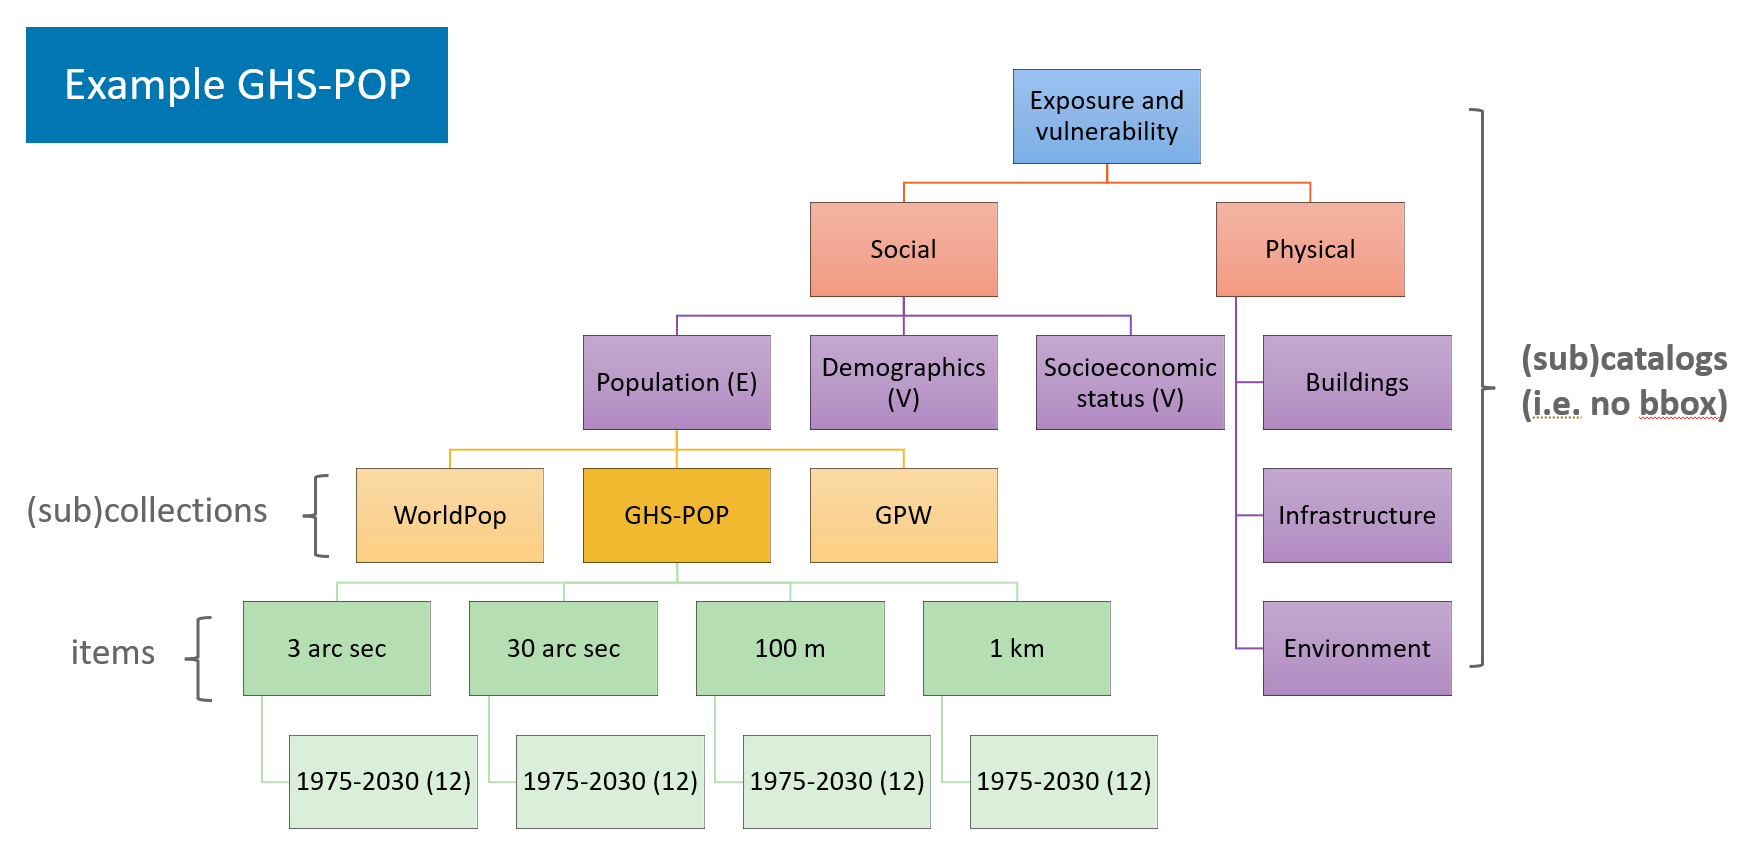 Example GHS-POP
Exposure and
vulnerability
Social
Physical
Population (E)
Demographics
(V)
Socioeconomic
status (V)
Buildings
(sub)catalogs
(i.e. no bbox)
(sub)collections
WorldPop
GHS-POP
GPW
Infrastructure
items
3 arc sec
30 arc sec
100 m
1 km
Environment
1975-2030 (12)
1975-2030 (12)
1975-2030 (12)
1975-2030 (12)